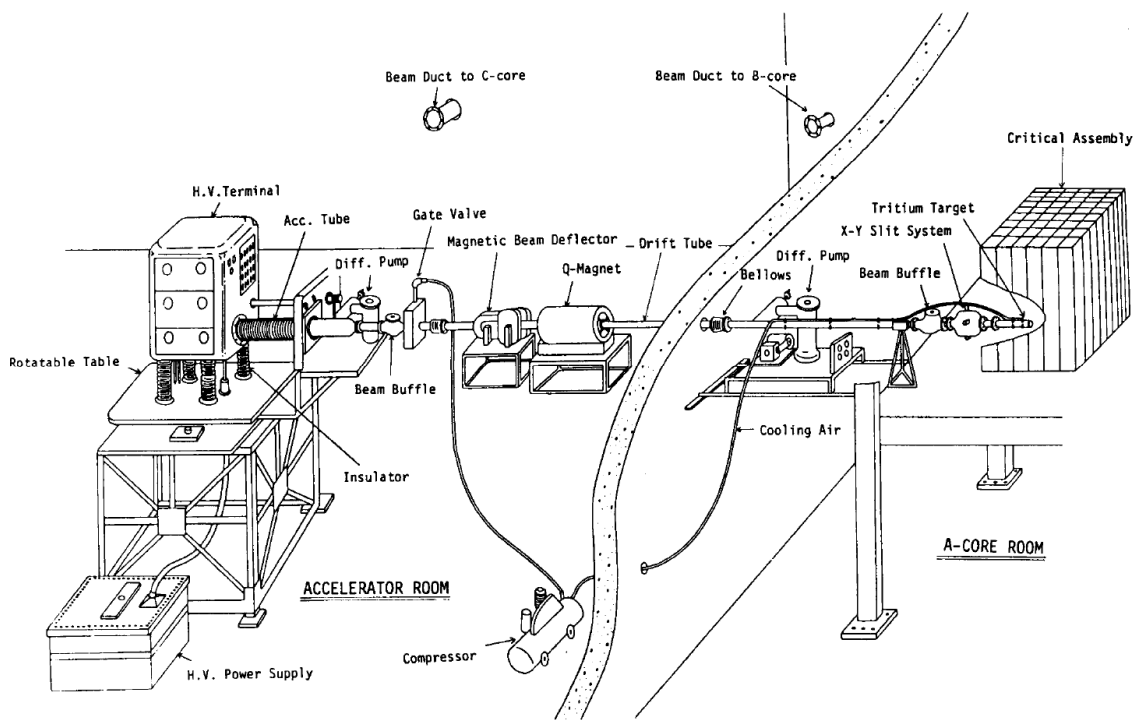 Beam Duct to C-core
Beam Duct to B-core
Critical Assembly
H.V.Terminal
Acc. Tube
Gate Valve
Magnetic Beam Deflector
Drift Tube
Tritium Target
X-Y Slit System
Diff. Pump
Q-Magnet
Bellows
Diff. Pump
Beam Buffle
Rotatable Table
Beam Buffle
Insulator
Cooling Air
A-CORE ROOM
ACCELERATOR ROOM
Compressor
H.V. Power Supply